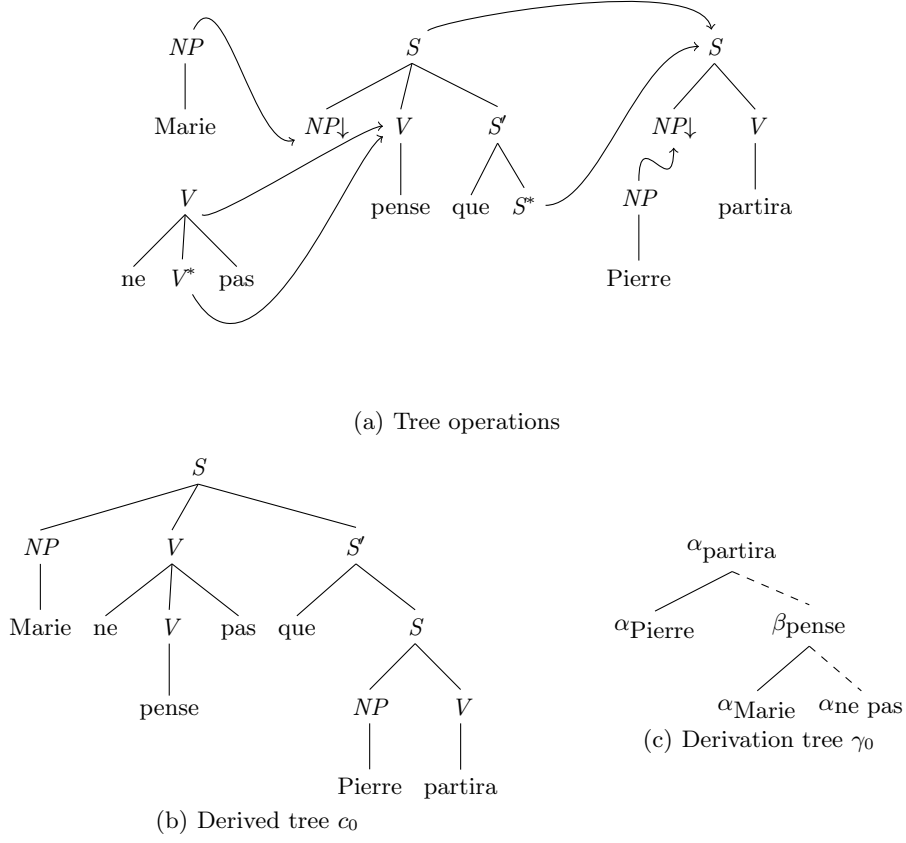 NP S S
Marie NP↓ V S′ NP↓ V
V pense que S* NP partira
ne V* pas Pierre
(a) Tree operations
S
NP V S′
Marie ne V pas que S
pense NP V
Pierre partira
(b) Derived tree c₀
αpartira
αPierre βpense
αMarie αne pas
(c) Derivation tree γ₀